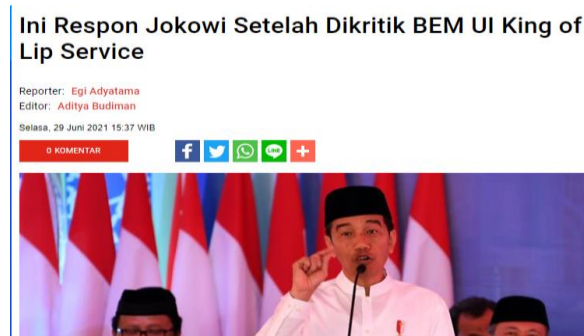 Ini Respon Jokowi Setelah Dikritik BEM UI King of
Lip Service
Reporter: Egi Adyatama
Editor: Aditya Budiman
Selasa, 29 Juni 2021 15:37 WIB
0 KOMENTAR
LINE